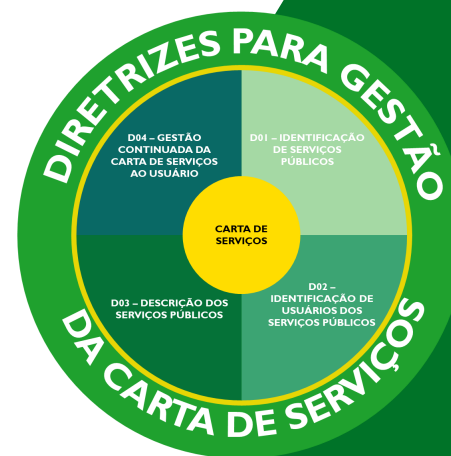 DIRETRIZES PARA GESTÃO
DA CARTA DE SERVIÇOS
D04 – GESTÃO
CONTINUADA DA
CARTA DE SERVIÇOS
AO USUÁRIO
D01 – IDENTIFICAÇÃO
DE SERVIÇOS
PÚBLICOS
CARTA DE
SERVIÇOS
D03 – DESCRIÇÃO DOS
SERVIÇOS PÚBLICOS
D02 –
IDENTIFICAÇÃO DE
USUÁRIOS DOS
SERVIÇOS PÚBLICOS